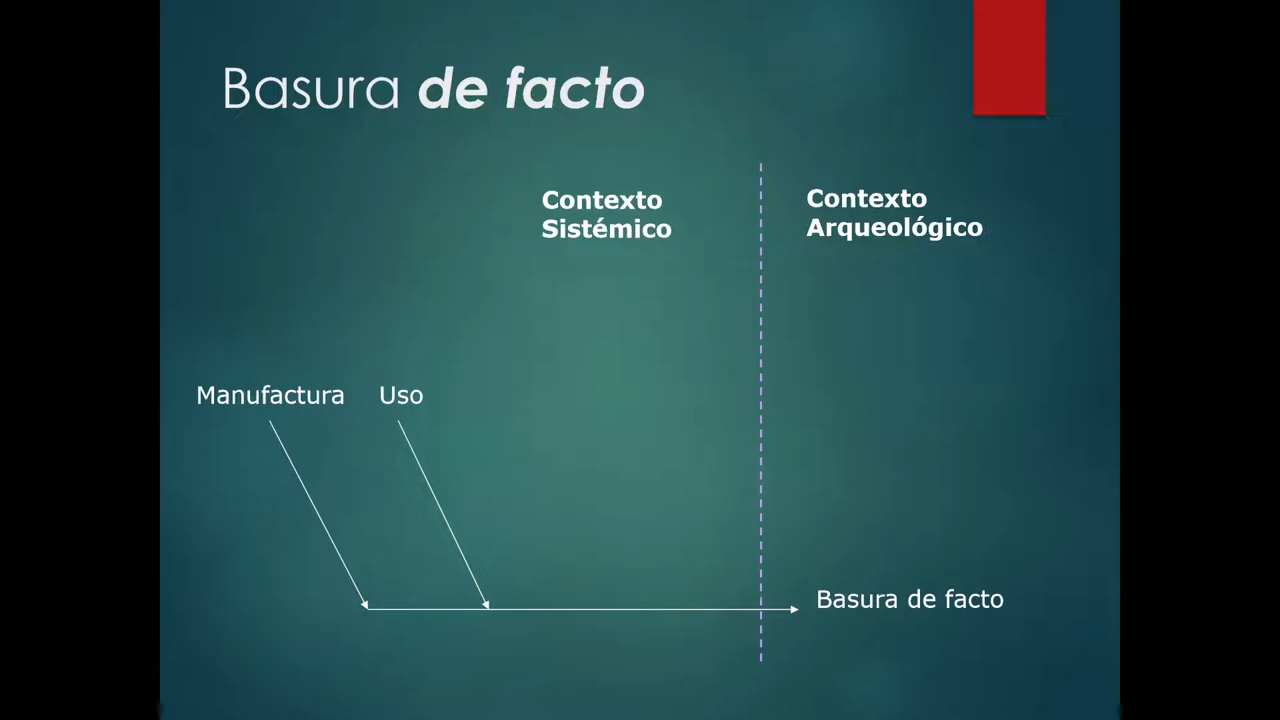 Basura de facto
Contexto
Sistémico
Contexto
Arqueológico
Manufactura
Uso
Basura de facto